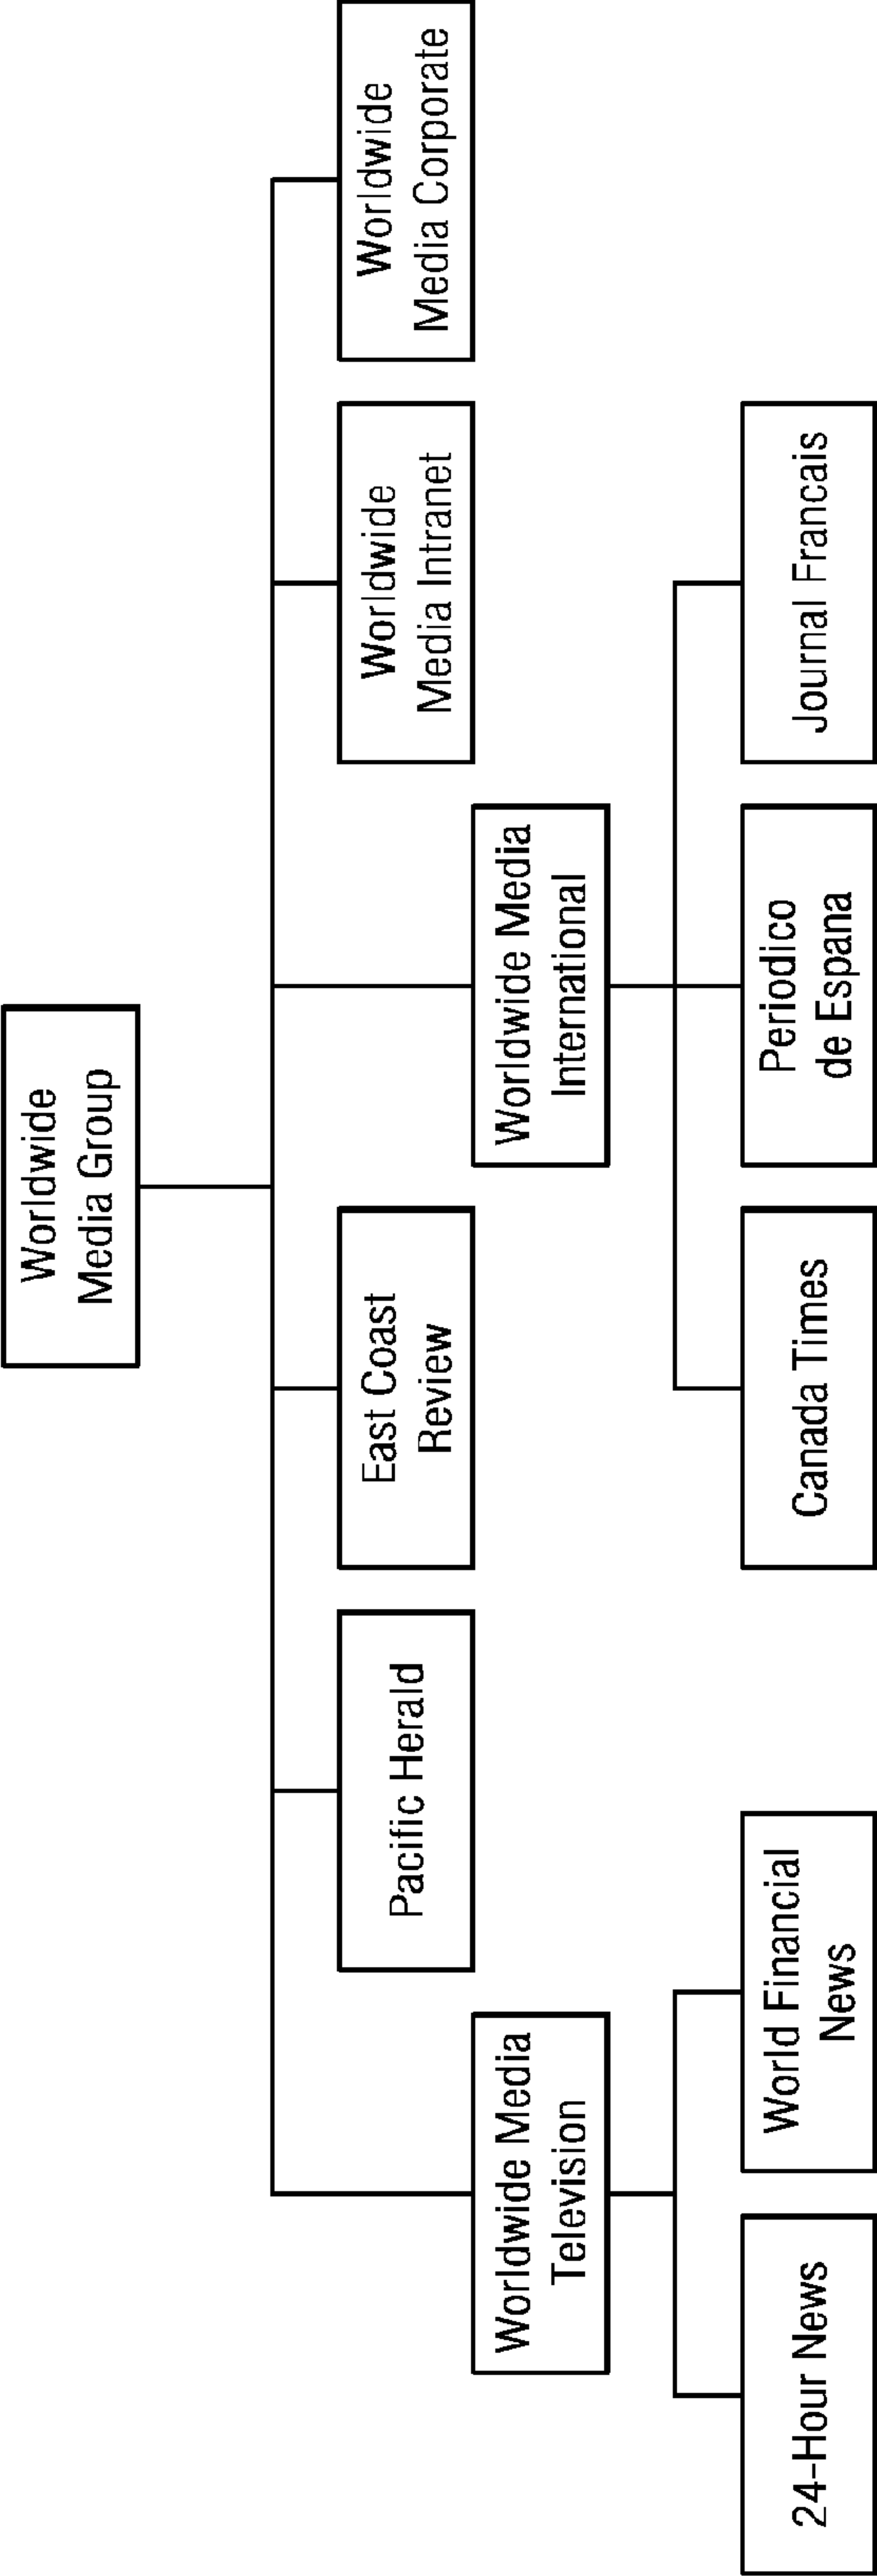 Worldwide
Media Group
Worldwide Media
Television
Pacific Herald
East Coast
Review
Worldwide Media
International
Worldwide
Media Intranet
Worldwide
Media Corporate
24-Hour News
World Financial
News
Canada Times
Periodico
de Espana
Journal Francais